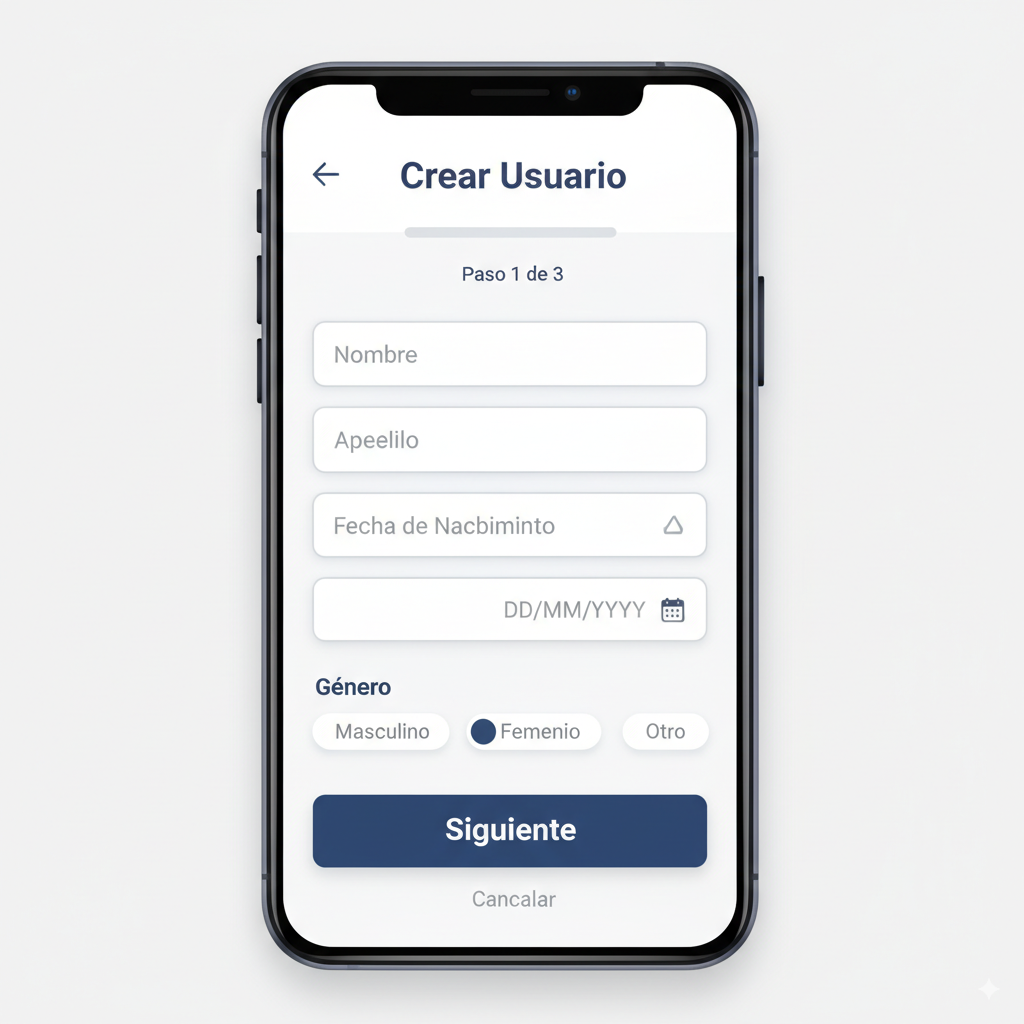 Crear Usuario
Paso 1 de 3
Nombre
Apeelilo
Fecha de Nacbiminto
DD/MM/YYYY
Género
Masculino Femenio Otro
Siguiente
Cancalar